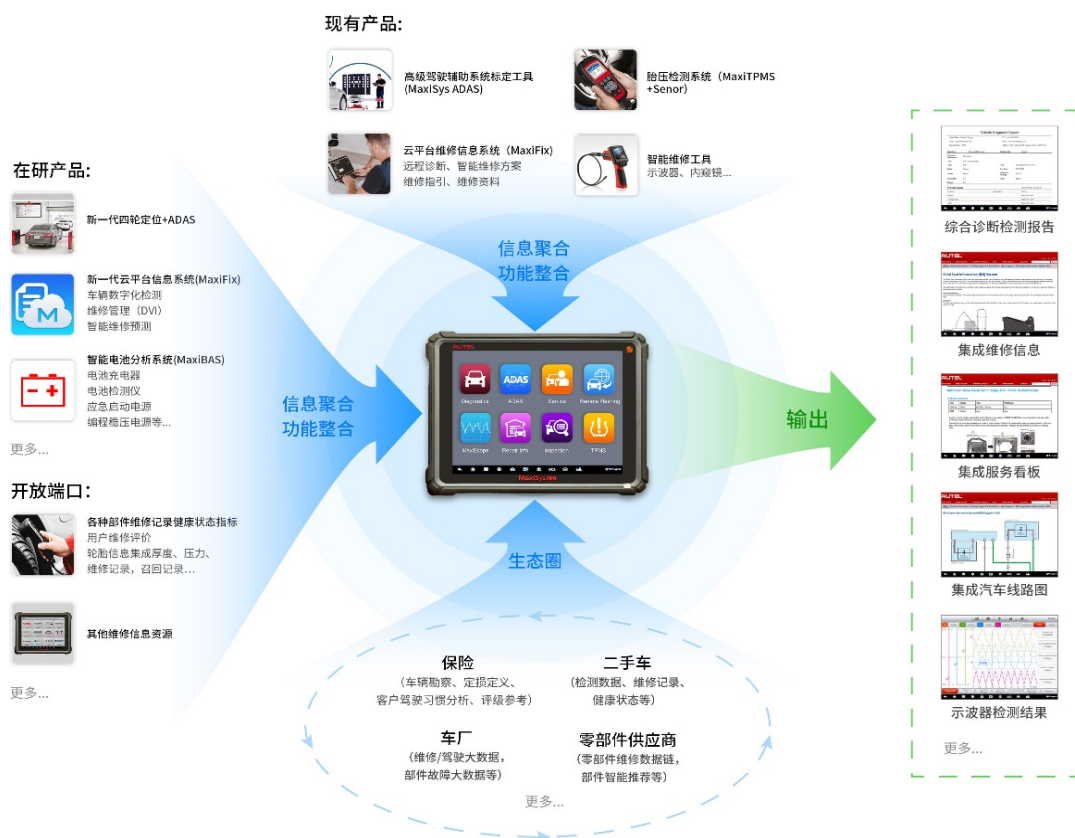 现有产品:
高级驾驶辅助系统标定工具
(MaxiSys ADAS)
胎压检测系统（MaxiTPMS
+Senor）
云平台维修信息系统（MaxiFix)
远程诊断、智能维修方案
维修指引、维修资料
智能维修工具
示波器、内窥镜...
信息聚合
功能整合
在研产品:
新一代四轮定位+ADAS
新一代云平台信息系统(MaxiFix)
车辆数字化检测
维修管理（DVI）
智能维修预测
智能电池分析系统(MaxiBAS)
电池充电器
电池检测仪
应急启动电源
编程稳压电源等...
更多...
开放端口:
各种部件维修记录健康状态指标
用户维修评价
轮胎信息集成厚度、压力、
维修记录，召回记录...
其他维修信息资源
更多...
信息聚合
功能整合
AUTEL
Diagnostics
ADAS
ADAS
Service
Remote Flashing
MaxiScope
Repair Info
Inspection
TPMS
MaxiSys
生态圈
保险
（车辆勘察、定损定义、
客户驾驶习惯分析、评级参考）
二手车
（检测数据、维修记录、
健康状态等）
车厂
（维修/驾驶大数据，
部件故障大数据等）
零部件供应商
（零部件维修数据链，
部件智能推荐等）
更多...
输出
综合诊断检测报告
AUTEL
集成维修信息
AUTEL
集成服务看板
AUTEL
集成汽车线路图
示波器检测结果
更多...